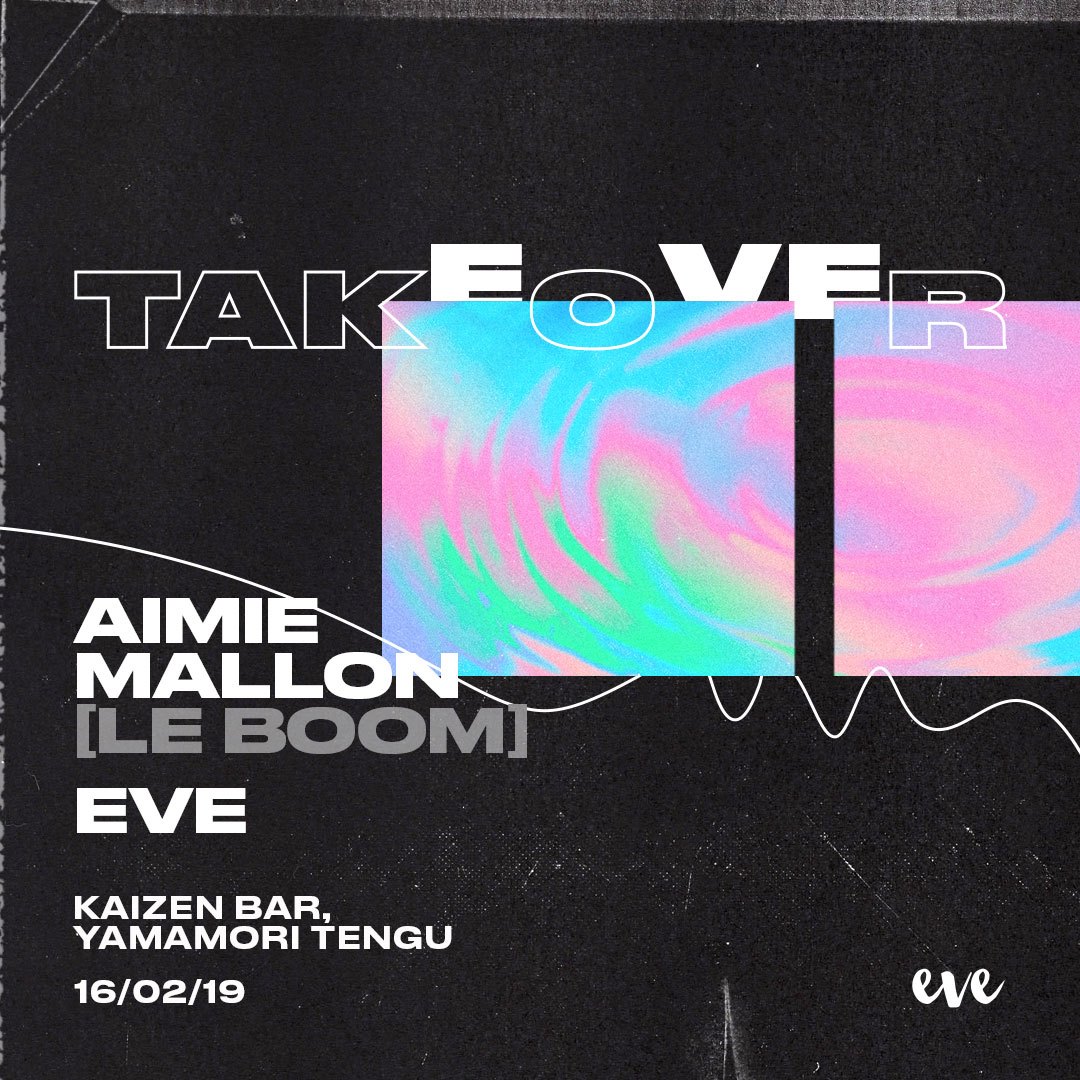 TAKEOVER
AIMIE
MALLON
[LE BOOM]
EVE
KAIZEN BAR,
YAMAMORI TENGU
16/02/19
eve